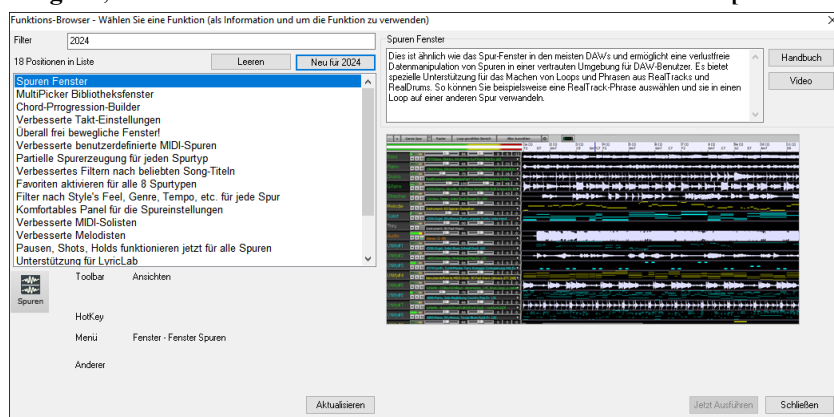 Funktions-Browser - Wählen Sie eine Funktion (als Information und um die Funktion zu verwenden)
Filter
2024
18 Positionen in Liste
Leeren
Neu für 2024
Spuren Fenster
MultiPicker Bibliotheksfenster
Chord-Prrogression-Builder
Verbesserte Takt-Einstellungen
Überall frei bewegliche Fenster!
Verbesserte benutzerdefinierte MIDI-Spuren
Partielle Spurerzeugung für jeden Spurtyp
Verbessertes Filtern nach beliebten Song-Titeln
Favoriten aktivieren für alle 8 Spurtypen
Filter nach Style's Feel, Genre, Tempo, etc. für jede Spur
Komfortables Panel für die Spureinstellungen
Verbesserte MIDI-Solisten
Verbesserte Melodisten
Pausen, Shots, Holds funktionieren jetzt für alle Spuren
Unterstützung für LyricLab
Spuren
Toolbar
Ansichten
HotKey
Menü
Fenster - Fenster Spuren
Anderer
Aktualisieren
Spuren Fenster
Dies ist ähnlich wie das Spur-Fenster in den meisten DAWs und ermöglicht eine verlustfreie
Datenmanipulation von Spuren in einer vertrauten Umgebung für DAW-Benutzer. Es bietet
spezielle Unterstützung für das Machen von Loops und Phrasen aus RealTracks und
RealDrums. So können Sie beispielsweise eine RealTrack-Phrase auswählen und sie in einen
Loop auf einer anderen Spur verwandeln.
Handbuch
Video
Jetzt Ausführen
Schließen